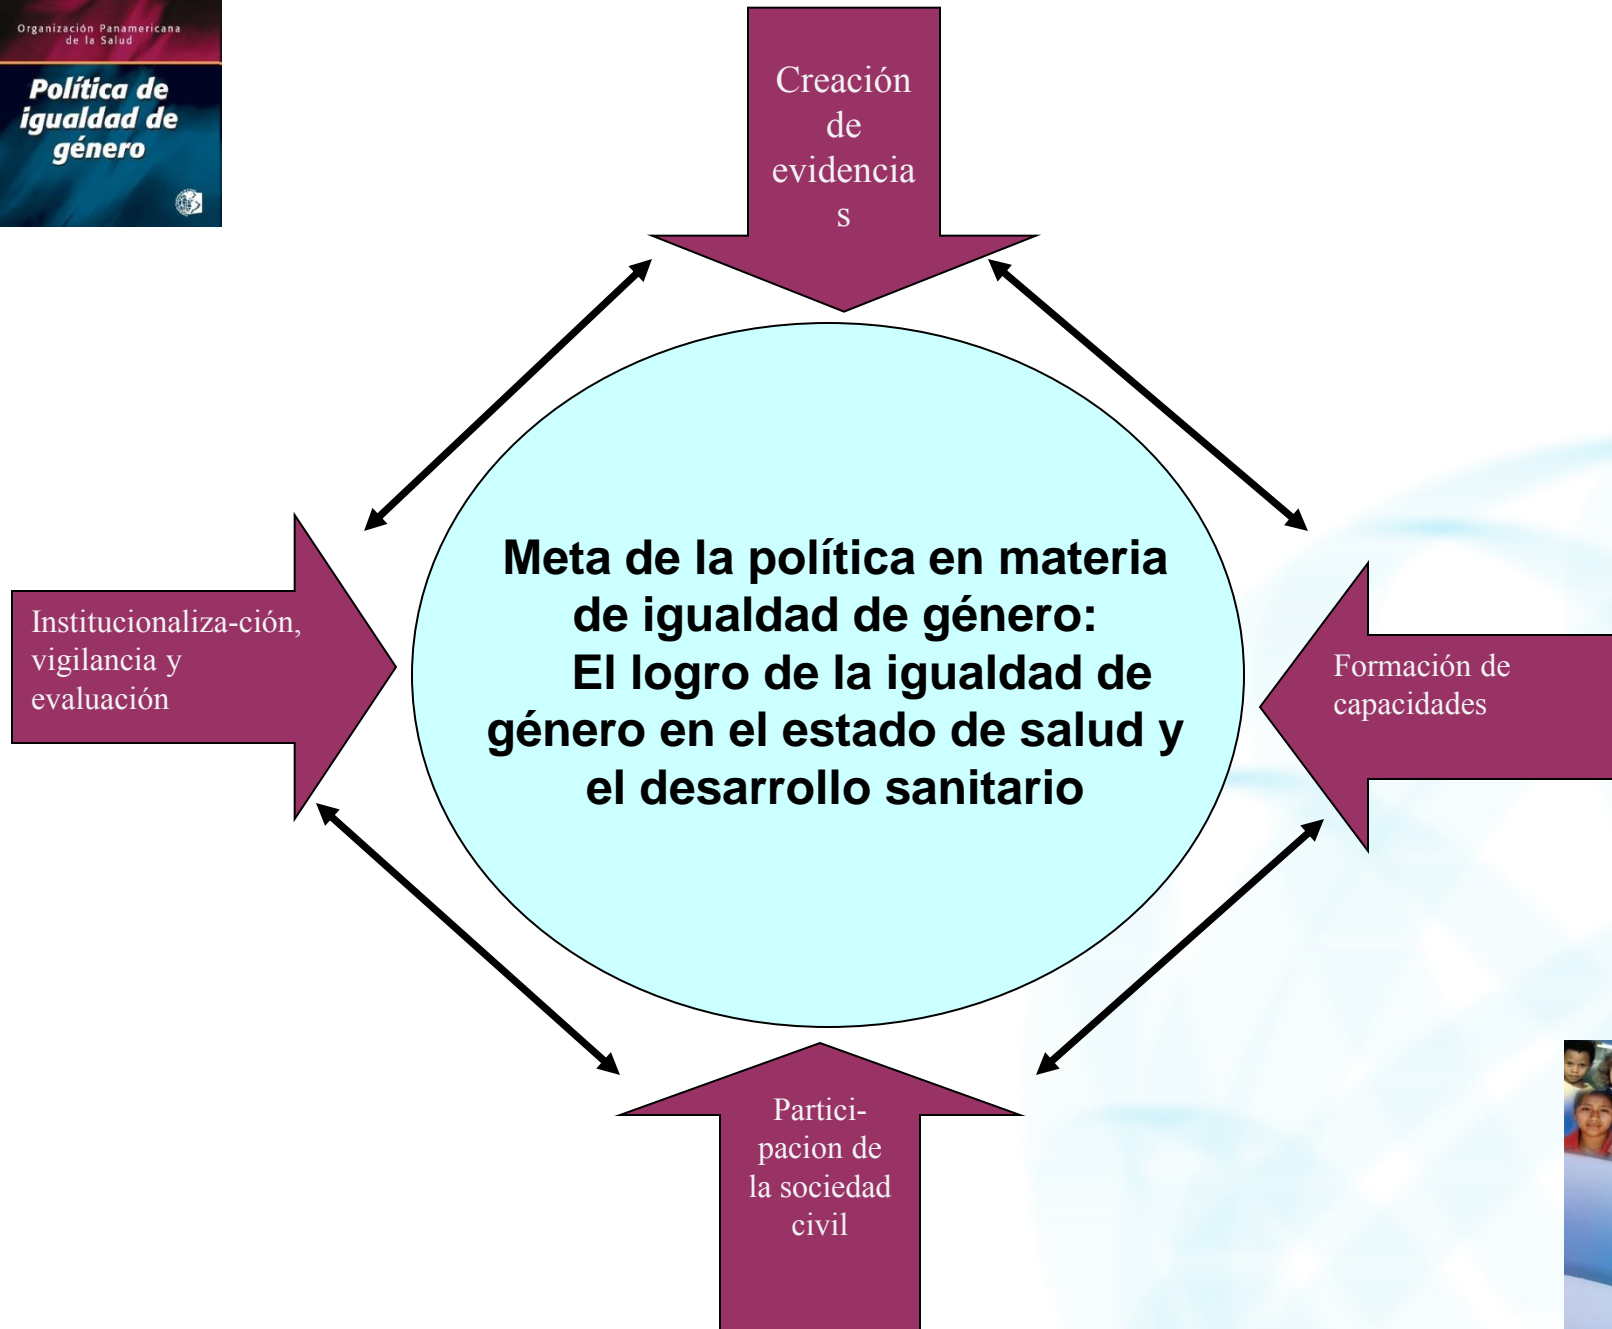 Organización Panamericana
de la Salud
Política de
igualdad de
género
Creación
de
evidencia
s
Institucionaliza-ción,
vigilancia y
evaluación
Meta de la política en materia
de igualdad de género:
El logro de la igualdad de
género en el estado de salud y
el desarrollo sanitario
Formación de
capacidades
Partici-
pacion de
la sociedad
civil